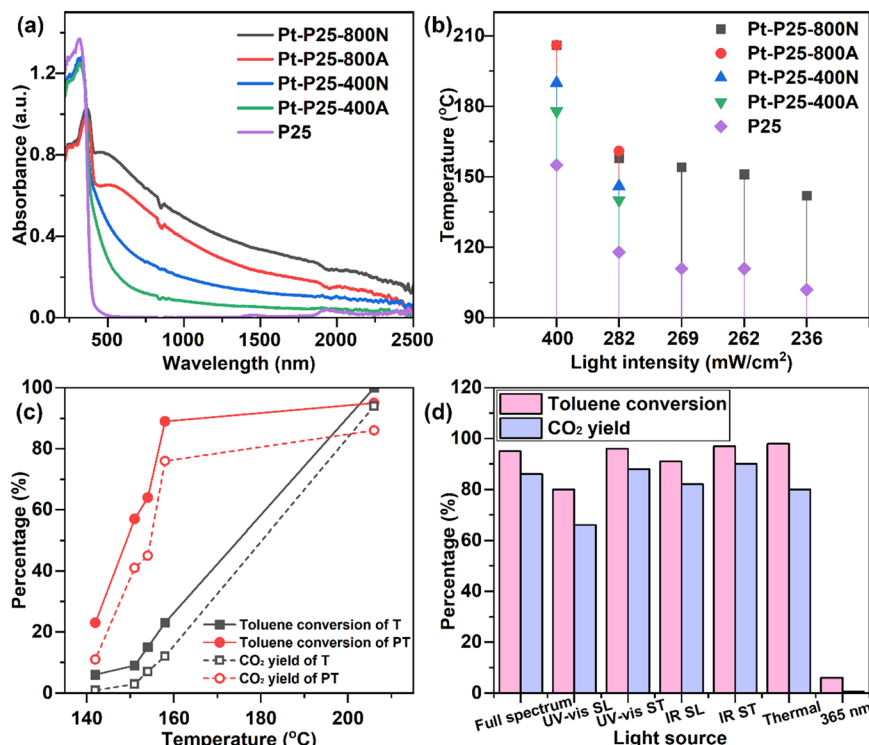 (a)
Pt-P25-800N
Pt-P25-800A
Pt-P25-400N
Pt-P25-400A
P25
Absorbance (a.u.)
1.2
0.8
0.4
0.0
500 1000 1500 2000 2500
Wavelength (nm)
(b)
Pt-P25-800N
Pt-P25-800A
Pt-P25-400N
Pt-P25-400A
P25
Temperature (°C)
210
180
150
120
90
400 282 269 262 236
Light intensity (mW/cm²)
(c)
Percentage (%)
100
80
60
40
20
0
Toluene conversion of T
Toluene conversion of PT
CO₂ yield of T
CO₂ yield of PT
140 160 180 200
Temperature (°C)
(d)
Toluene conversion
CO₂ yield
Percentage (%)
120
100
80
60
40
20
0
Full spectrum UV-vis SL UV-vis ST IR SL IR ST Thermal 365 nm
Light source